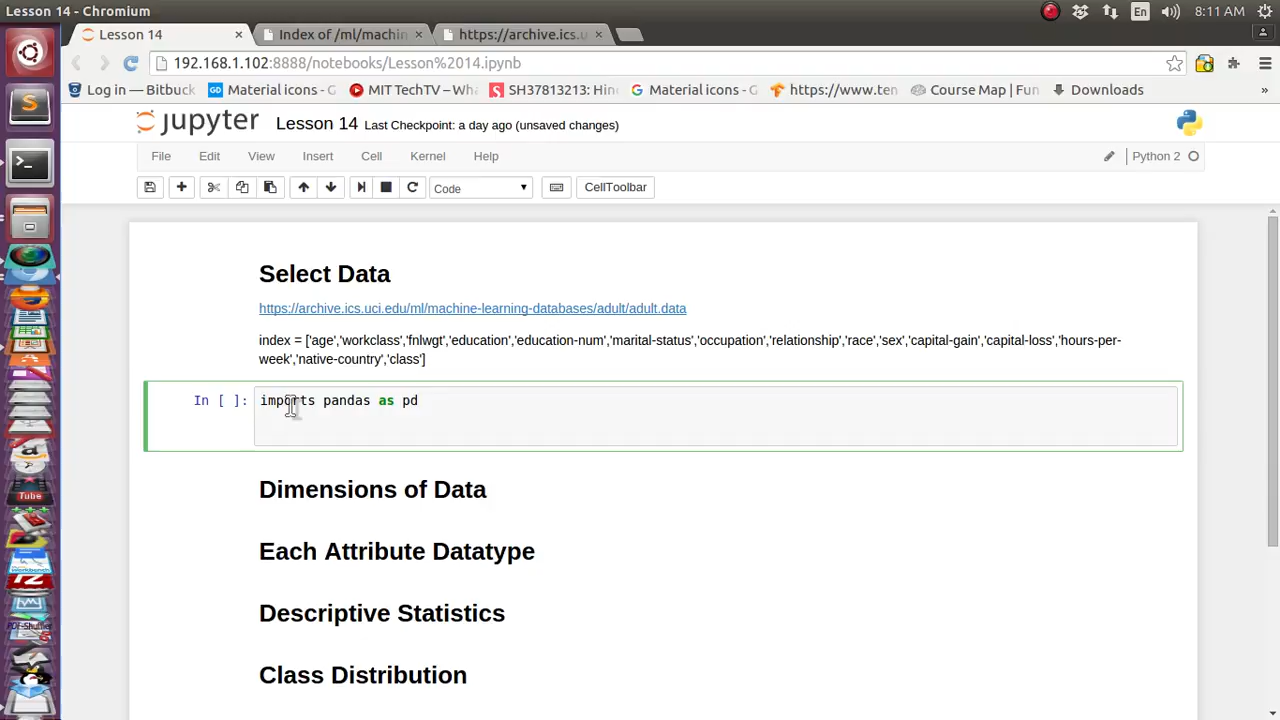 Lesson 14 - Chromium
En 8:11 AM
Lesson 14 × Index of /ml/machin × https://archive.ics.u ×
192.168.1.102:8888/notebooks/Lesson%2014.ipynb
Log in — Bitbuck GD Material icons - G MIT TechTV – Wha SH37813213: Hin Material icons - G https://www.ten Course Map | Fun Downloads »
jupyter Lesson 14 Last Checkpoint: a day ago (unsaved changes)
File Edit View Insert Cell Kernel Help Python 2
Code CellToolbar
Select Data
https://archive.ics.uci.edu/ml/machine-learning-databases/adult/adult.data
index = ['age','workclass','fnlwgt','education','education-num','marital-status','occupation','relationship','race','sex','capital-gain','capital-loss','hours-per-
week','native-country','class']
In [ ]: imports pandas as pd
Dimensions of Data
Each Attribute Datatype
Descriptive Statistics
Class Distribution
Tube